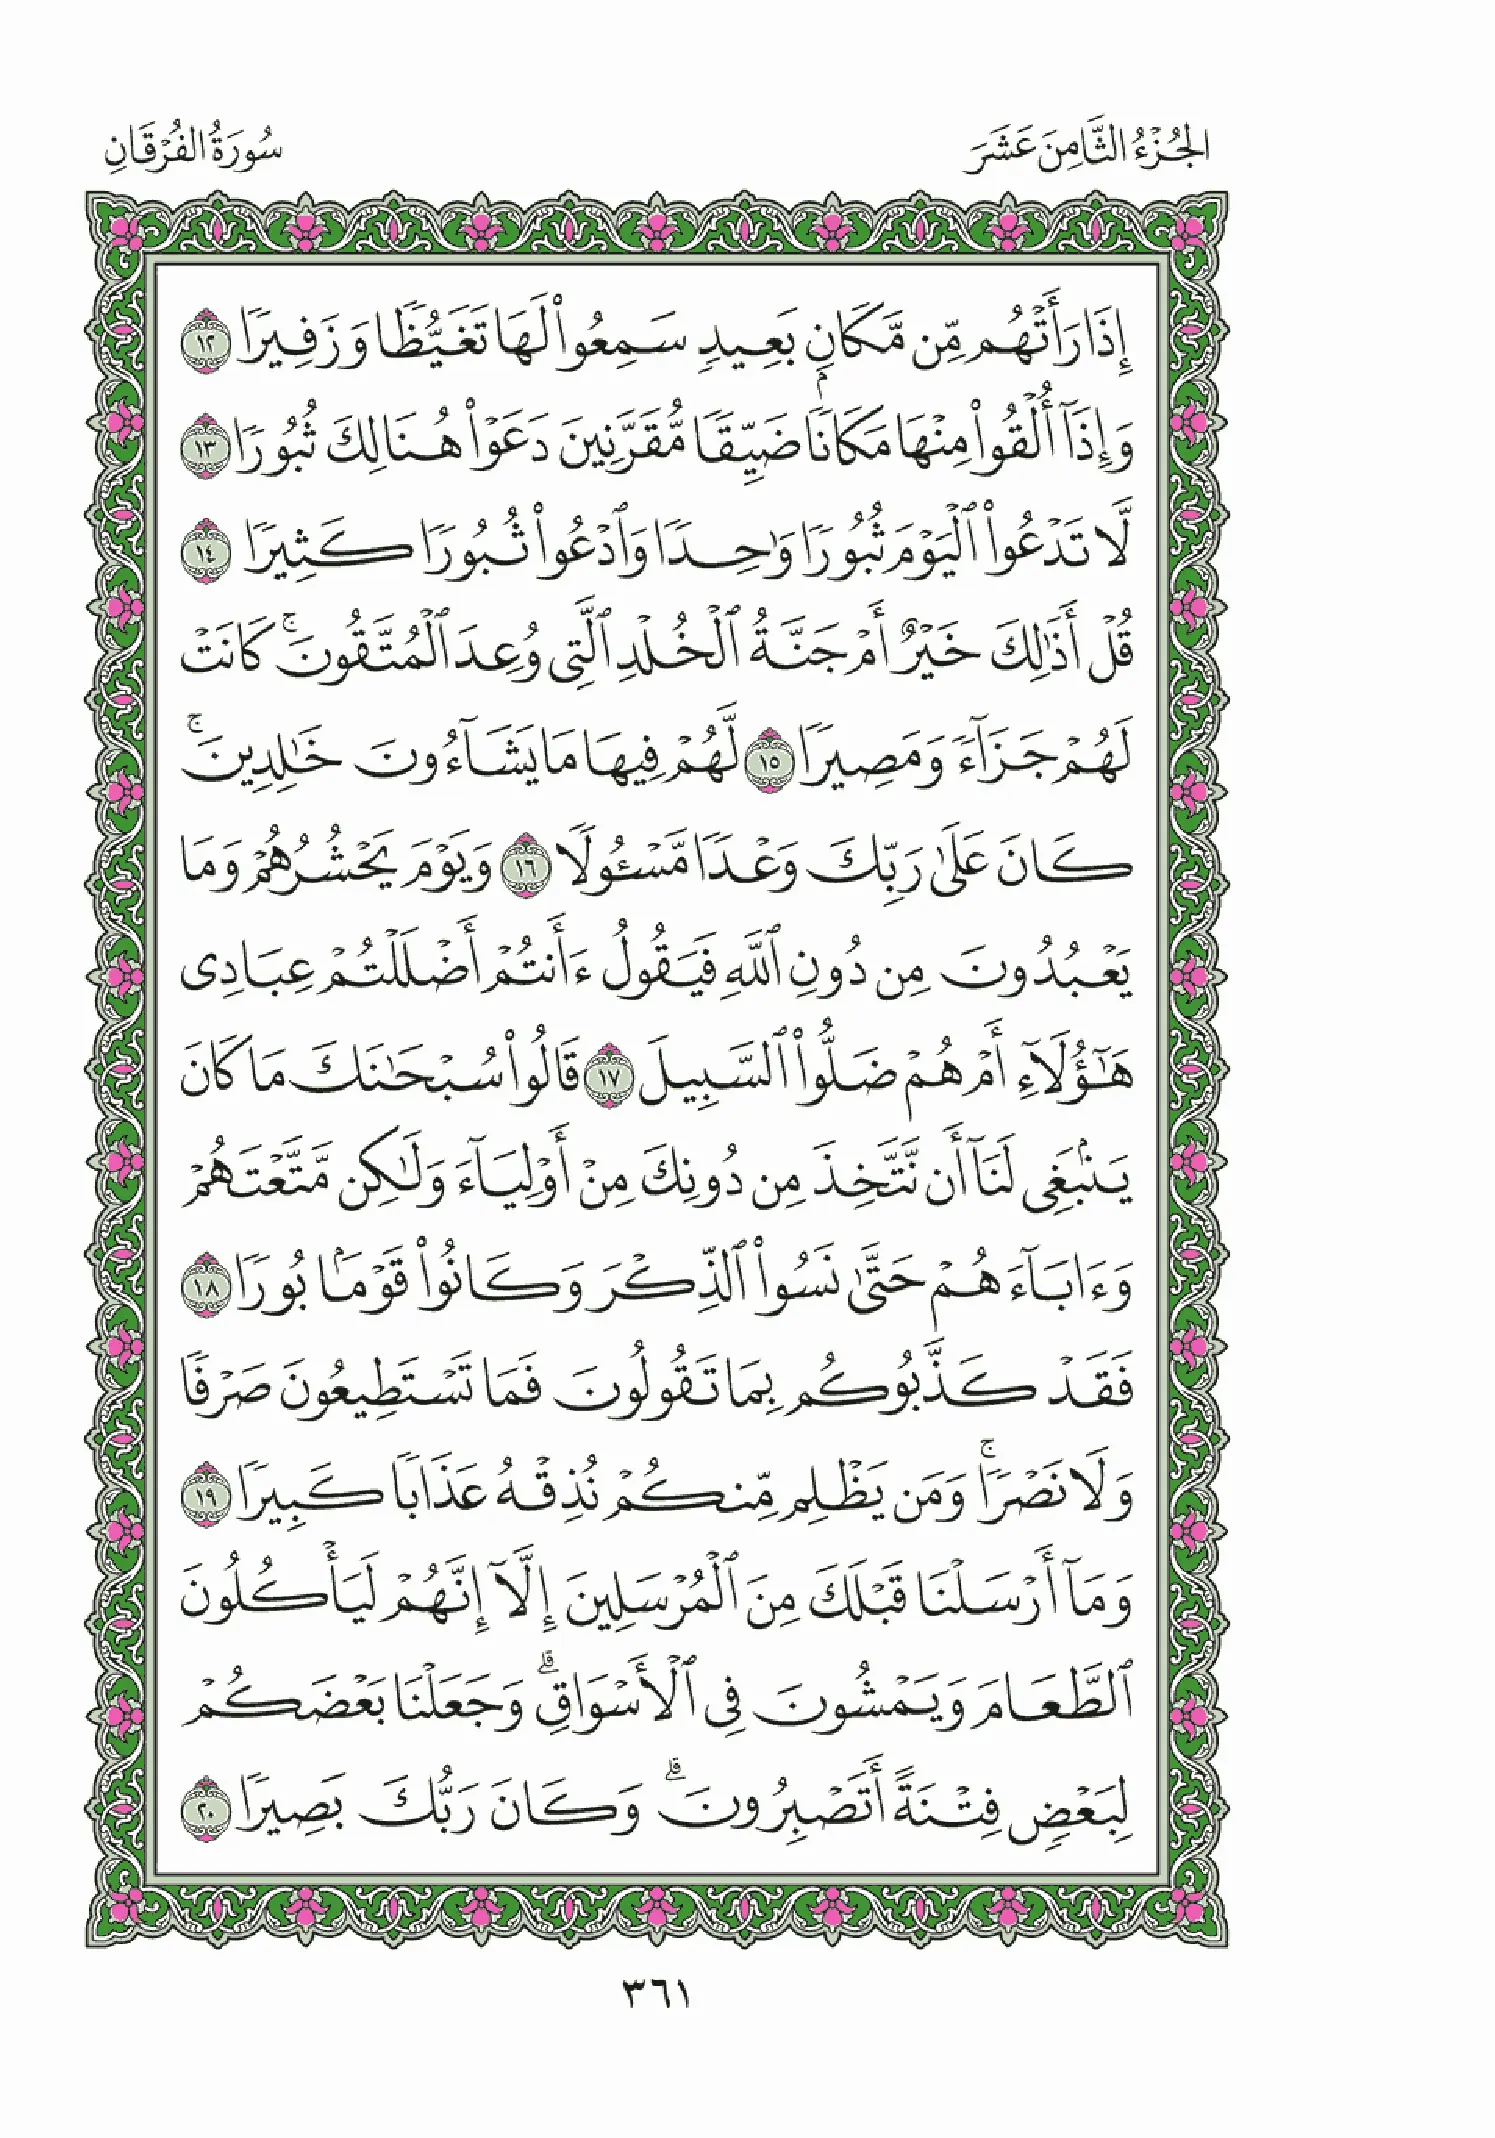 الجُزْءُ الثَّامِنَ عَشَرَ
سُورَةُ الفُرْقَانِ
إِذَا رَأَتْهُم مِّن مَّكَانٍۭ بَعِيدٍ سَمِعُوا۟ لَهَا تَغَيُّظًا وَزَفِيرًا ١٢
وَإِذَآ أُلْقُوا۟ مِنْهَا مَكَانًا ضَيِّقًا مُّقَرَّنِينَ دَعَوْا۟ هُنَالِكَ ثُبُورًا ١٣
لَّا تَدْعُوا۟ ٱلْيَوْمَ ثُبُورًا وَٰحِدًا وَٱدْعُوا۟ ثُبُورًا كَثِيرًا ١٤
قُلْ أَذَٰلِكَ خَيْرٌ أَمْ جَنَّةُ ٱلْخُلْدِ ٱلَّتِى وُعِدَ ٱلْمُتَّقُونَ ۚ كَانَتْ
لَهُمْ جَزَآءً وَمَصِيرًا ١٥ لَّهُمْ فِيهَا مَا يَشَآءُونَ خَٰلِدِينَ ۚ
كَانَ عَلَىٰ رَبِّكَ وَعْدًا مَّسْـُٔولًا ١٦ وَيَوْمَ يَحْشُرُهُمْ وَمَا
يَعْبُدُونَ مِن دُونِ ٱللَّهِ فَيَقُولُ ءَأَنتُمْ أَضْلَلْتُمْ عِبَادِى
هَٰٓؤُلَآءِ أَمْ هُمْ ضَلُّوا۟ ٱلسَّبِيلَ ١٧ قَالُوا۟ سُبْحَٰنَكَ مَا كَانَ
يَنۢبَغِى لَنَآ أَن نَّتَّخِذَ مِن دُونِكَ مِنْ أَوْلِيَآءَ وَلَٰكِن مَّتَّعْتَهُمْ
وَءَابَآءَهُمْ حَتَّىٰ نَسُوا۟ ٱلذِّكْرَ وَكَانُوا۟ قَوْمًۢا بُورًا ١٨
فَقَدْ كَذَّبُوكُم بِمَا تَقُولُونَ فَمَا تَسْتَطِيعُونَ صَرْفًا
وَلَا نَصْرًا ۚ وَمَن يَظْلِم مِّنكُمْ نُذِقْهُ عَذَابًا كَبِيرًا ١٩
وَمَآ أَرْسَلْنَا قَبْلَكَ مِنَ ٱلْمُرْسَلِينَ إِلَّآ إِنَّهُمْ لَيَأْكُلُونَ
ٱلطَّعَامَ وَيَمْشُونَ فِى ٱلْأَسْوَاقِ ۗ وَجَعَلْنَا بَعْضَكُمْ
لِبَعْضٍ فِتْنَةً أَتَصْبِرُونَ ۗ وَكَانَ رَبُّكَ بَصِيرًا ٢٠
٣٦١